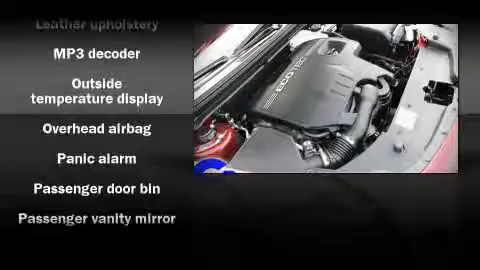 Leather upholstery
MP3 decoder
Outside
temperature display
Overhead airbag
Panic alarm
Passenger door bin
Passenger vanity mirror
ECOTEC